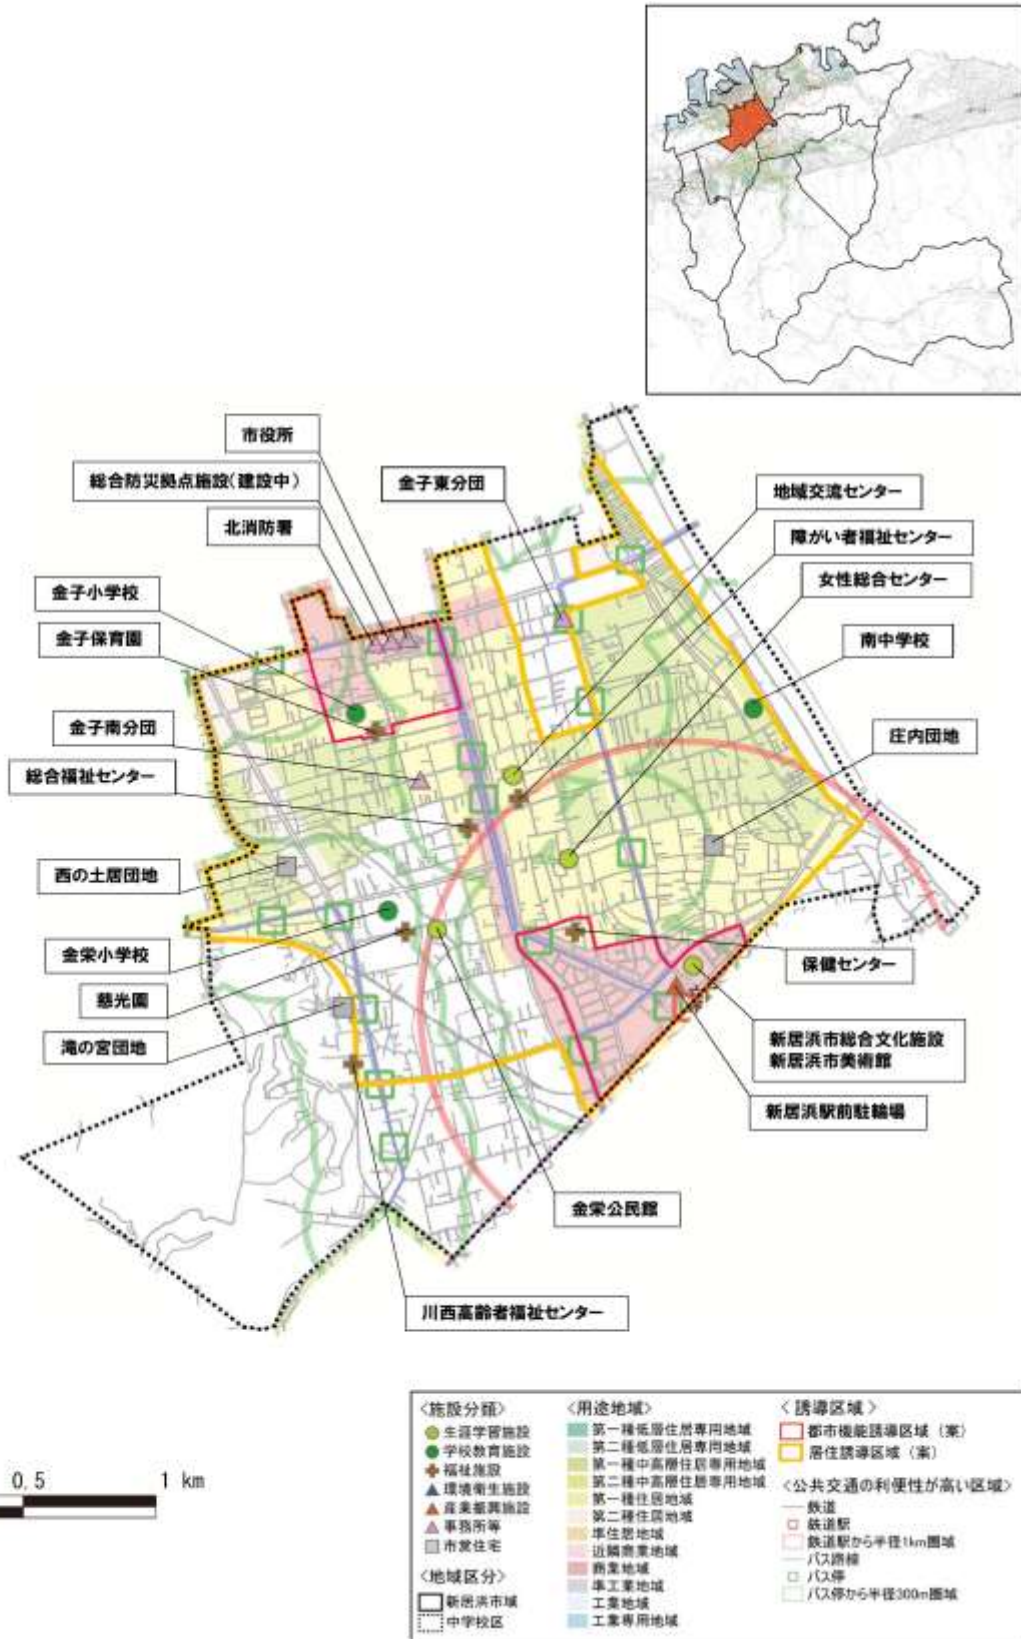 市役所
総合防災拠点施設(建設中)
北消防署
金子小学校
金子保育園
金子南分団
総合福祉センター
西の土居団地
金栄小学校
慈光園
滝の宮団地
金子東分団
地域交流センター
障がい者福祉センター
女性総合センター
南中学校
庄内団地
保健センター
新居浜市総合文化施設
新居浜市美術館
新居浜駅前駐輪場
金栄公民館
川西高齢者福祉センター
0.5 1 km
〈施設分類〉
生涯学習施設
学校教育施設
福祉施設
環境衛生施設
産業振興施設
事務所等
市営住宅
〈地域区分〉
新居浜市域
中学校区
〈用途地域〉
第一種低層住居専用地域
第二種低層住居専用地域
第一種中高層住居専用地域
第二種中高層住居専用地域
第一種住居地域
第二種住居地域
準住居地域
近隣商業地域
商業地域
準工業地域
工業地域
工業専用地域
〈誘導区域〉
都市機能誘導区域（案）
居住誘導区域（案）
〈公共交通の利便性が高い区域〉
鉄道
鉄道駅
鉄道駅から半径1km圏域
バス路線
バス停
バス停から半径300m圏域